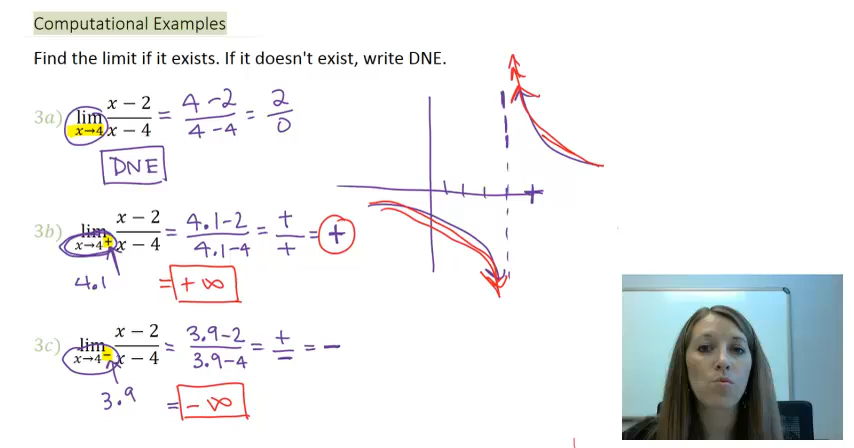 Computational Examples
Find the limit if it exists. If it doesn't exist, write DNE.
3a) lim x→4 (x − 2)/(x − 4) = (4 − 2)/(4 − 4) = 2/0
DNE
3b) lim x→4⁺ (x − 2)/(x − 4) = (4.1 − 2)/(4.1 − 4) = +/+ = +
4.1 = +∞
3c) lim x→4⁻ (x − 2)/(x − 4) = (3.9 − 2)/(3.9 − 4) = +/− = −
3.9 = −∞